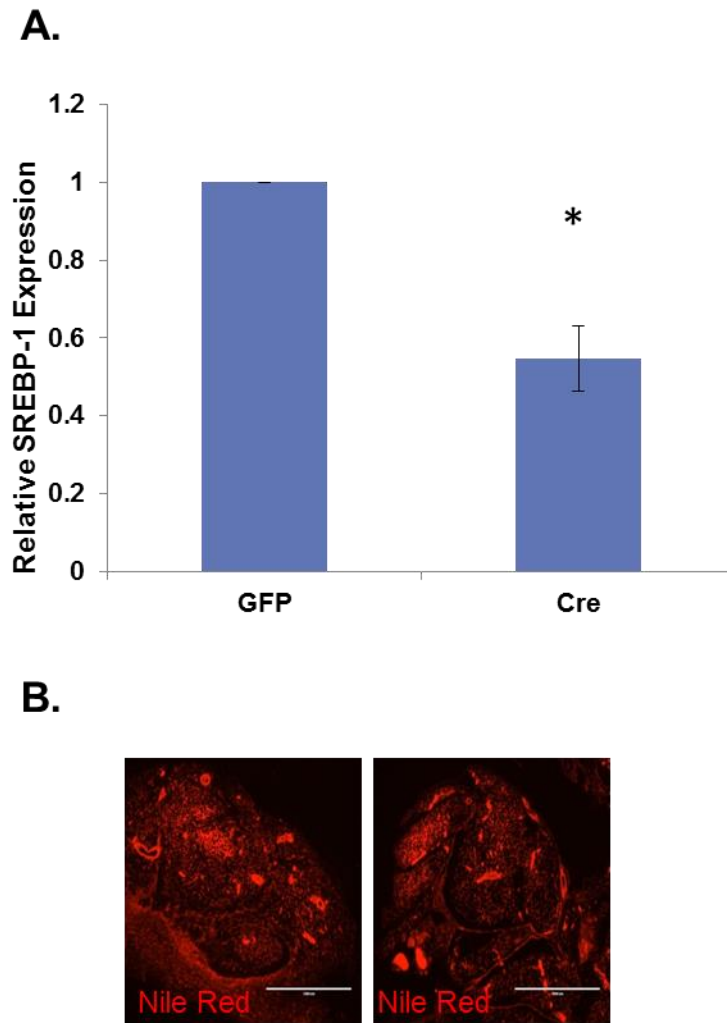 A.
1.2
1
0.8
0.6
0.4
0.2
0
Relative SREBP-1 Expression
*
GFP
Cre
B.
Nile Red
Nile Red